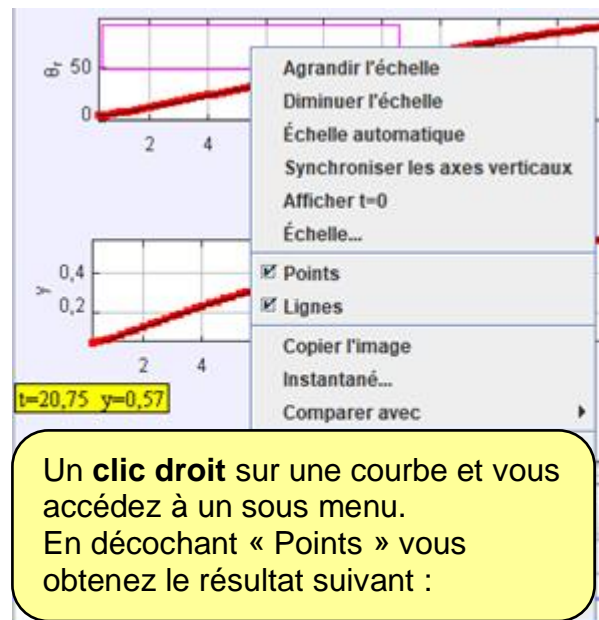 θr 50
0
2 4
Agrandir l'échelle
Diminuer l'échelle
Échelle automatique
Synchroniser les axes verticaux
Afficher t=0
Échelle...
Points
Lignes
Copier l'image
Instantané...
Comparer avec
y 0,4
0,2
2 4
t=20,75 y=0,57
Un clic droit sur une courbe et vous
accédez à un sous menu.
En décochant « Points » vous
obtenez le résultat suivant :